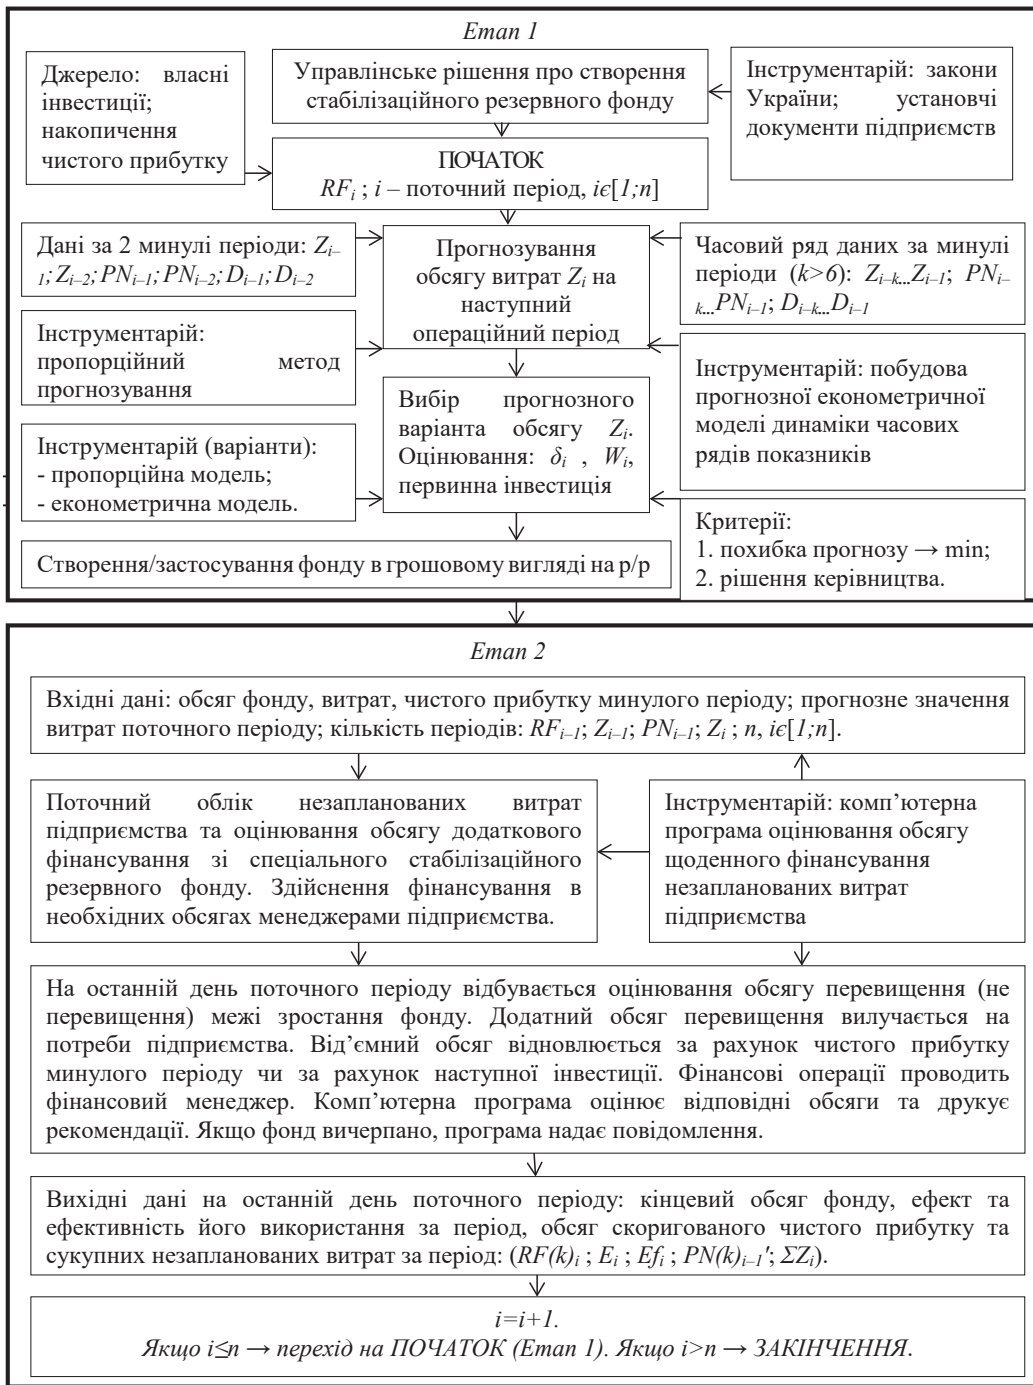 Етап 1
Джерело: власні
інвестиції;
накопичення
чистого прибутку
Управлінське рішення про створення
стабілізаційного резервного фонду
Інструментарій: закони
України; установчі
документи підприємств
ПОЧАТОК
RFi ; i – поточний період, iє[1;n]
Дані за 2 минулі періоди: Zi–
1; Zi–2; PNi–1; PNi–2; Di–1; Di–2
Прогнозування
обсягу витрат Zi на
наступний
операційний період
Часовий ряд даних за минулі
періоди (k>6): Zi–k...Zi–1; PNi–
k...PNi–1; Di–k...Di–1
Інструментарій:
пропорційний метод
прогнозування
Інструментарій: побудова
прогнозної економетричної
моделі динаміки часових
рядів показників
Вибір прогнозного
варіанта обсягу Zi.
Оцінювання: δi , Wi,
первинна інвестиція
Інструментарій (варіанти):
- пропорційна модель;
- економетрична модель.
Критерії:
1. похибка прогнозу → min;
2. рішення керівництва.
Створення/застосування фонду в грошовому вигляді на р/р
Етап 2
Вхідні дані: обсяг фонду, витрат, чистого прибутку минулого періоду; прогнозне значення
витрат поточного періоду; кількість періодів: RFi–1; Zi–1; PNi–1; Zi ; n, iє[1;n].
Поточний облік незапланованих витрат
підприємства та оцінювання обсягу додаткового
фінансування зі спеціального стабілізаційного
резервного фонду. Здійснення фінансування в
необхідних обсягах менеджерами підприємства.
Інструментарій: комп’ютерна
програма оцінювання обсягу
щоденного фінансування
незапланованих витрат
підприємства
На останній день поточного періоду відбувається оцінювання обсягу перевищення (не
перевищення) межі зростання фонду. Додатний обсяг перевищення вилучається на
потреби підприємства. Від’ємний обсяг відновлюється за рахунок чистого прибутку
минулого періоду чи за рахунок наступної інвестиції. Фінансові операції проводить
фінансовий менеджер. Комп’ютерна програма оцінює відповідні обсяги та друкує
рекомендації. Якщо фонд вичерпано, програма надає повідомлення.
Вихідні дані на останній день поточного періоду: кінцевий обсяг фонду, ефект та
ефективність його використання за період, обсяг скоригованого чистого прибутку та
сукупних незапланованих витрат за період: (RF(k)i ; Ei ; Efi ; PN(k)i–1′; ΣZi).
i=i+1.
Якщо i≤n → перехід на ПОЧАТОК (Етап 1). Якщо i>n → ЗАКІНЧЕННЯ.